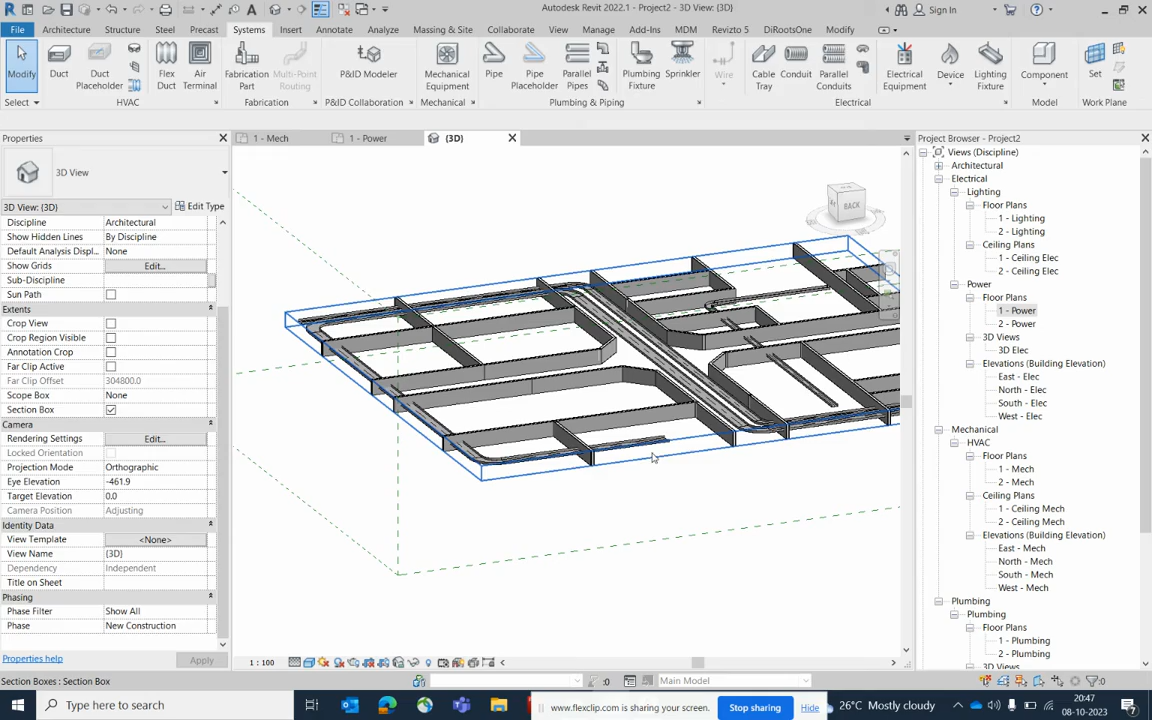 Autodesk Revit 2022.1 - Project2 - 3D View: {3D}
Sign In
File
Architecture
Structure
Steel
Precast
Systems
Insert
Annotate
Analyze
Massing & Site
Collaborate
View
Manage
Add-Ins
MDM
Revizto 5
DiRootsOne
Modify
Modify
Duct
Duct
Placeholder
Flex
Duct
Air
Terminal
Fabrication
Part
Multi-Point
Routing
P&ID Modeler
Mechanical
Equipment
Pipe
Pipe
Placeholder
Parallel
Pipes
Plumbing
Fixture
Sprinkler
Wire
Cable
Tray
Conduit
Parallel
Conduits
Electrical
Equipment
Device
Lighting
Fixture
Component
Set
Select
HVAC
Fabrication
P&ID Collaboration
Mechanical
Plumbing & Piping
Electrical
Model
Work Plane
Properties
1 - Mech
1 - Power
{3D}
Project Browser - Project2
3D View
3D View: {3D}
Edit Type
Discipline
Architectural
Show Hidden Lines
By Discipline
Default Analysis Displ...
None
Show Grids
Edit...
Sub-Discipline
Sun Path
Extents
Crop View
Crop Region Visible
Annotation Crop
Far Clip Active
Far Clip Offset
304800.0
Scope Box
None
Section Box
Camera
Rendering Settings
Edit...
Locked Orientation
Projection Mode
Orthographic
Eye Elevation
-461.9
Target Elevation
0.0
Camera Position
Adjusting
Identity Data
View Template
<None>
View Name
{3D}
Dependency
Independent
Title on Sheet
Phasing
Phase Filter
Show All
Phase
New Construction
Properties help
Apply
BACK
Views (Discipline)
Architectural
Electrical
Lighting
Floor Plans
1 - Lighting
2 - Lighting
Ceiling Plans
1 - Ceiling Elec
2 - Ceiling Elec
Power
Floor Plans
1 - Power
2 - Power
3D Views
3D Elec
Elevations (Building Elevation)
East - Elec
North - Elec
South - Elec
West - Elec
Mechanical
HVAC
Floor Plans
1 - Mech
2 - Mech
Ceiling Plans
1 - Ceiling Mech
2 - Ceiling Mech
Elevations (Building Elevation)
East - Mech
North - Mech
South - Mech
West - Mech
Plumbing
Plumbing
Floor Plans
1 - Plumbing
2 - Plumbing
3D Views
1 : 100
Section Boxes : Section Box
:0
Main Model
:0
Type here to search
www.flexclip.com is sharing your screen.
Stop sharing
Hide
26°C Mostly cloudy
ENG
20:47
08-10-2023
7